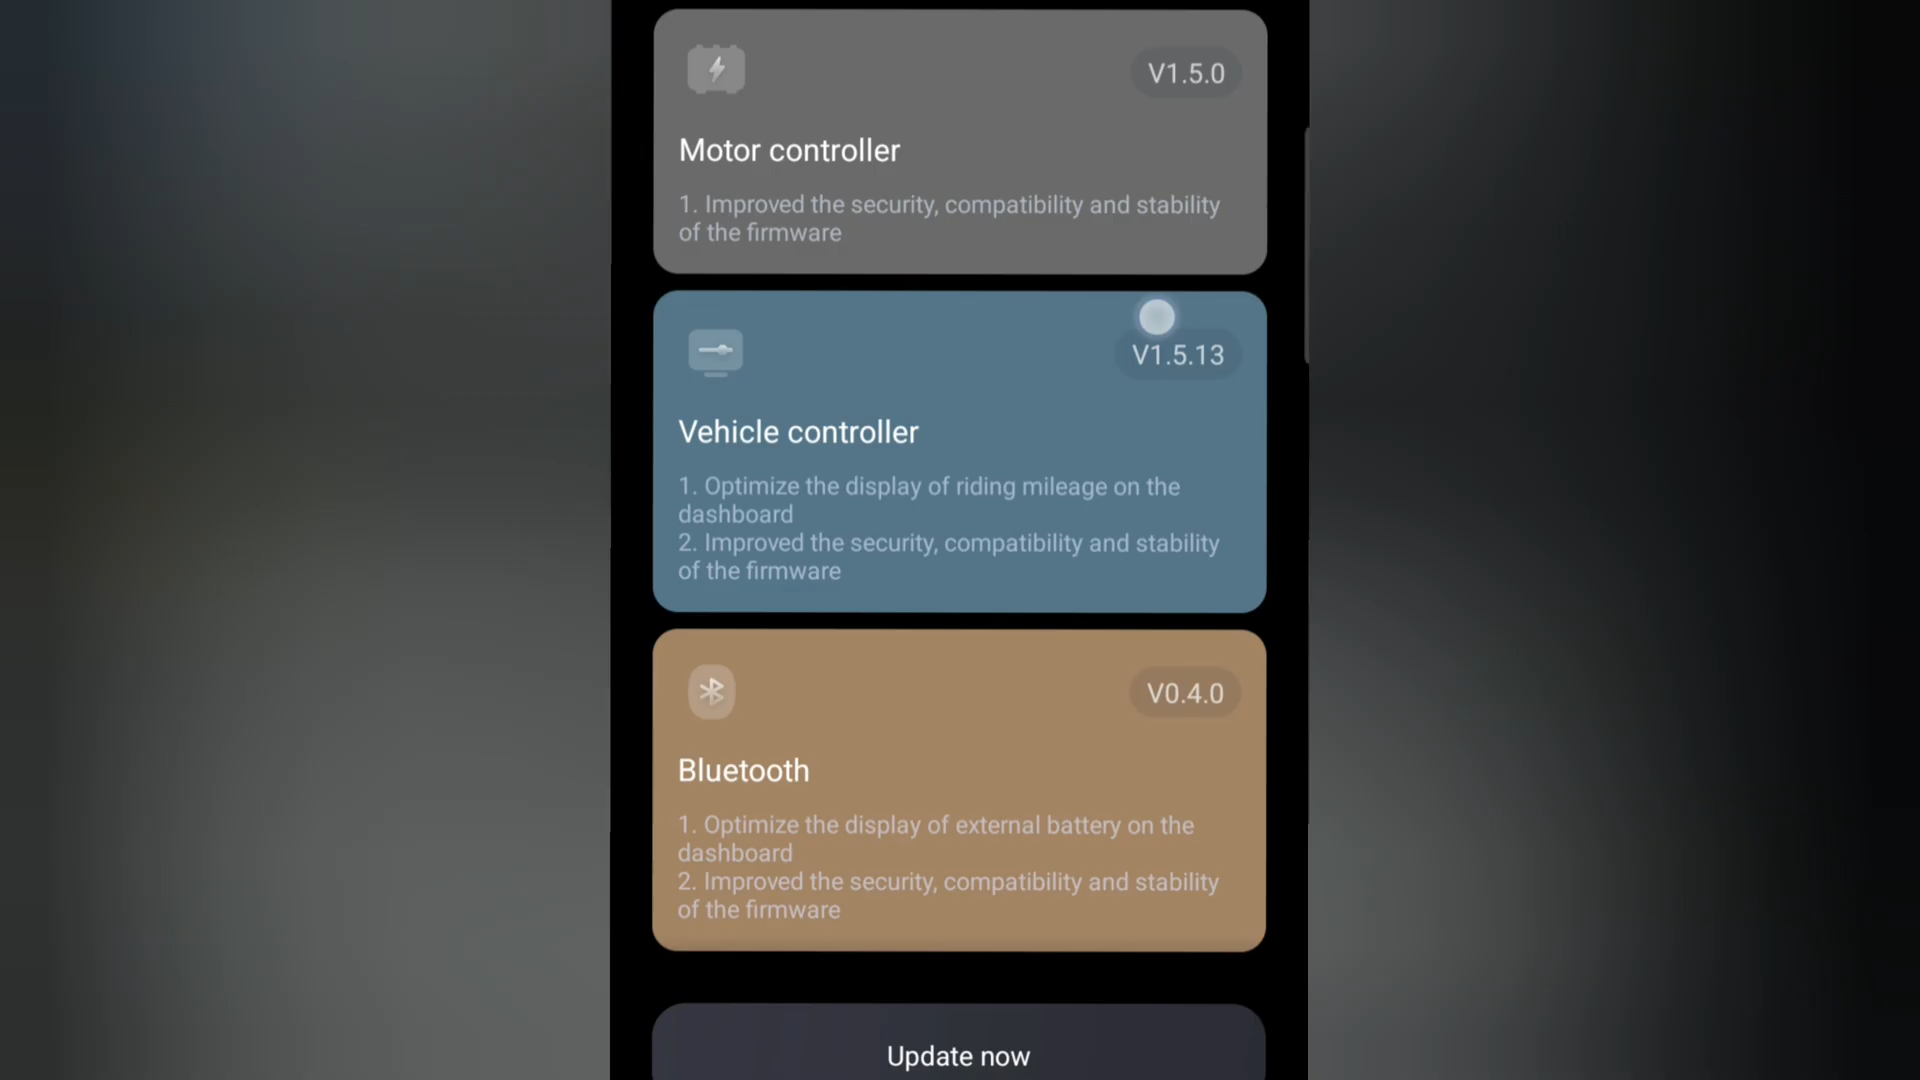 V1.5.0
Motor controller
1. Improved the security, compatibility and stability
of the firmware
V1.5.13
Vehicle controller
1. Optimize the display of riding mileage on the
dashboard
2. Improved the security, compatibility and stability
of the firmware
V0.4.0
Bluetooth
1. Optimize the display of external battery on the
dashboard
2. Improved the security, compatibility and stability
of the firmware
Update now